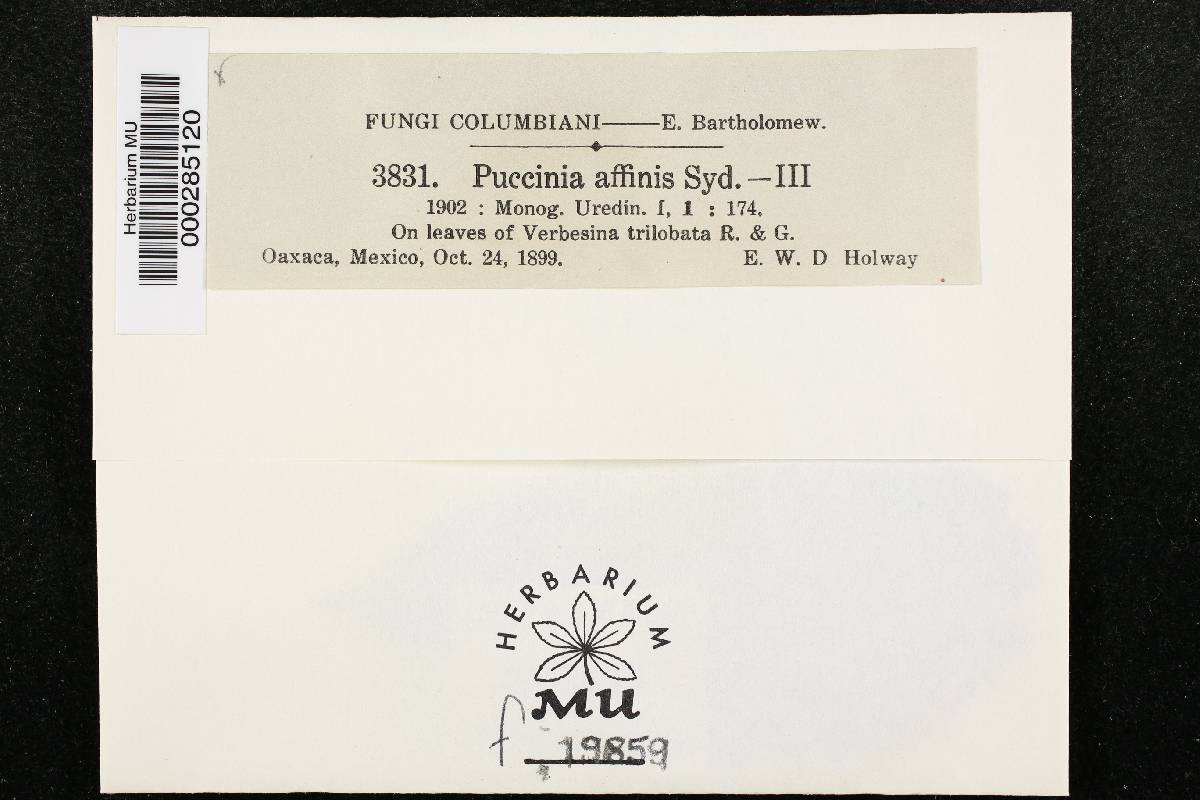 Herbarium MU
000285120
FUNGI COLUMBIANI——E. Bartholomew.
3831. Puccinia affinis Syd.—III
1902 : Monog. Uredin. I, 1 : 174.
On leaves of Verbesina trilobata R. & G.
Oaxaca, Mexico, Oct. 24, 1899. E. W. D Holway
HERBARIUM
MU
f 19859